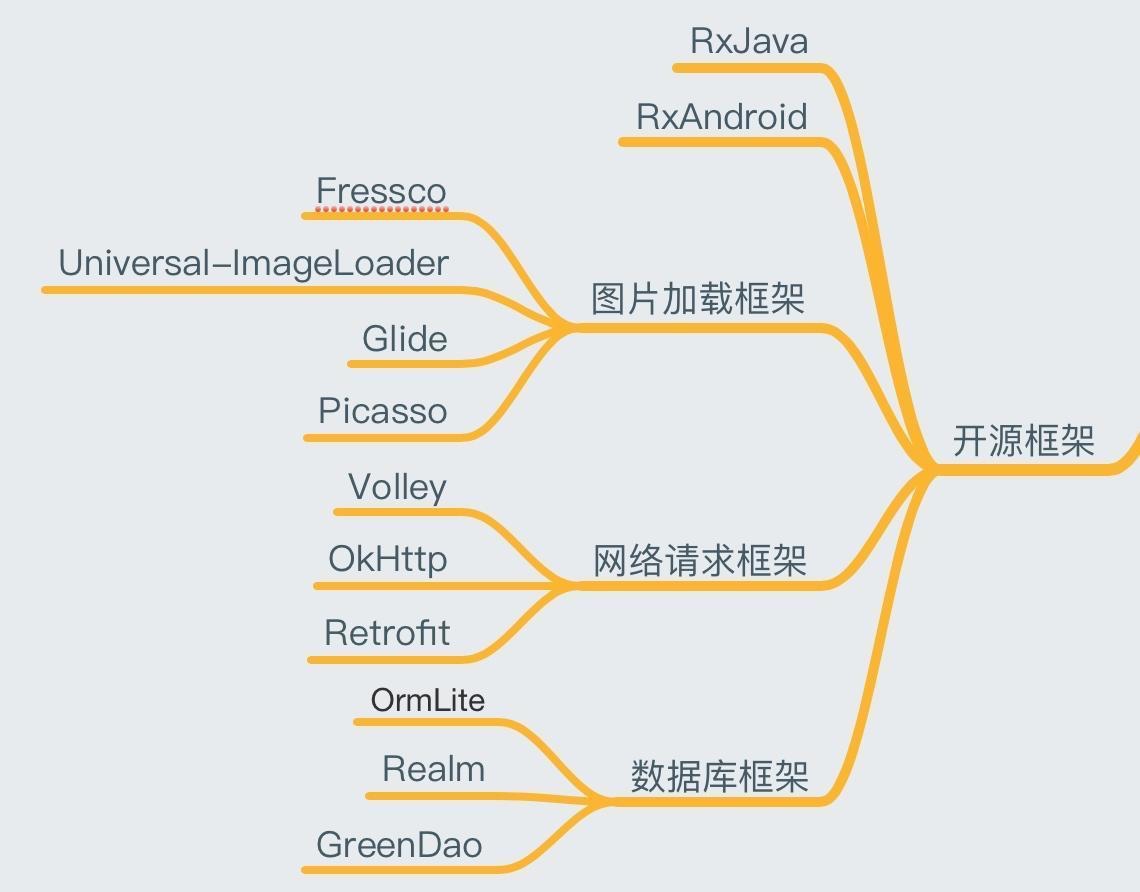 RxJava
RxAndroid
Fressco
Universal-ImageLoader
图片加载框架
Glide
Picasso
开源框架
Volley
网络请求框架
OkHttp
Retrofit
OrmLite
数据库框架
Realm
GreenDao